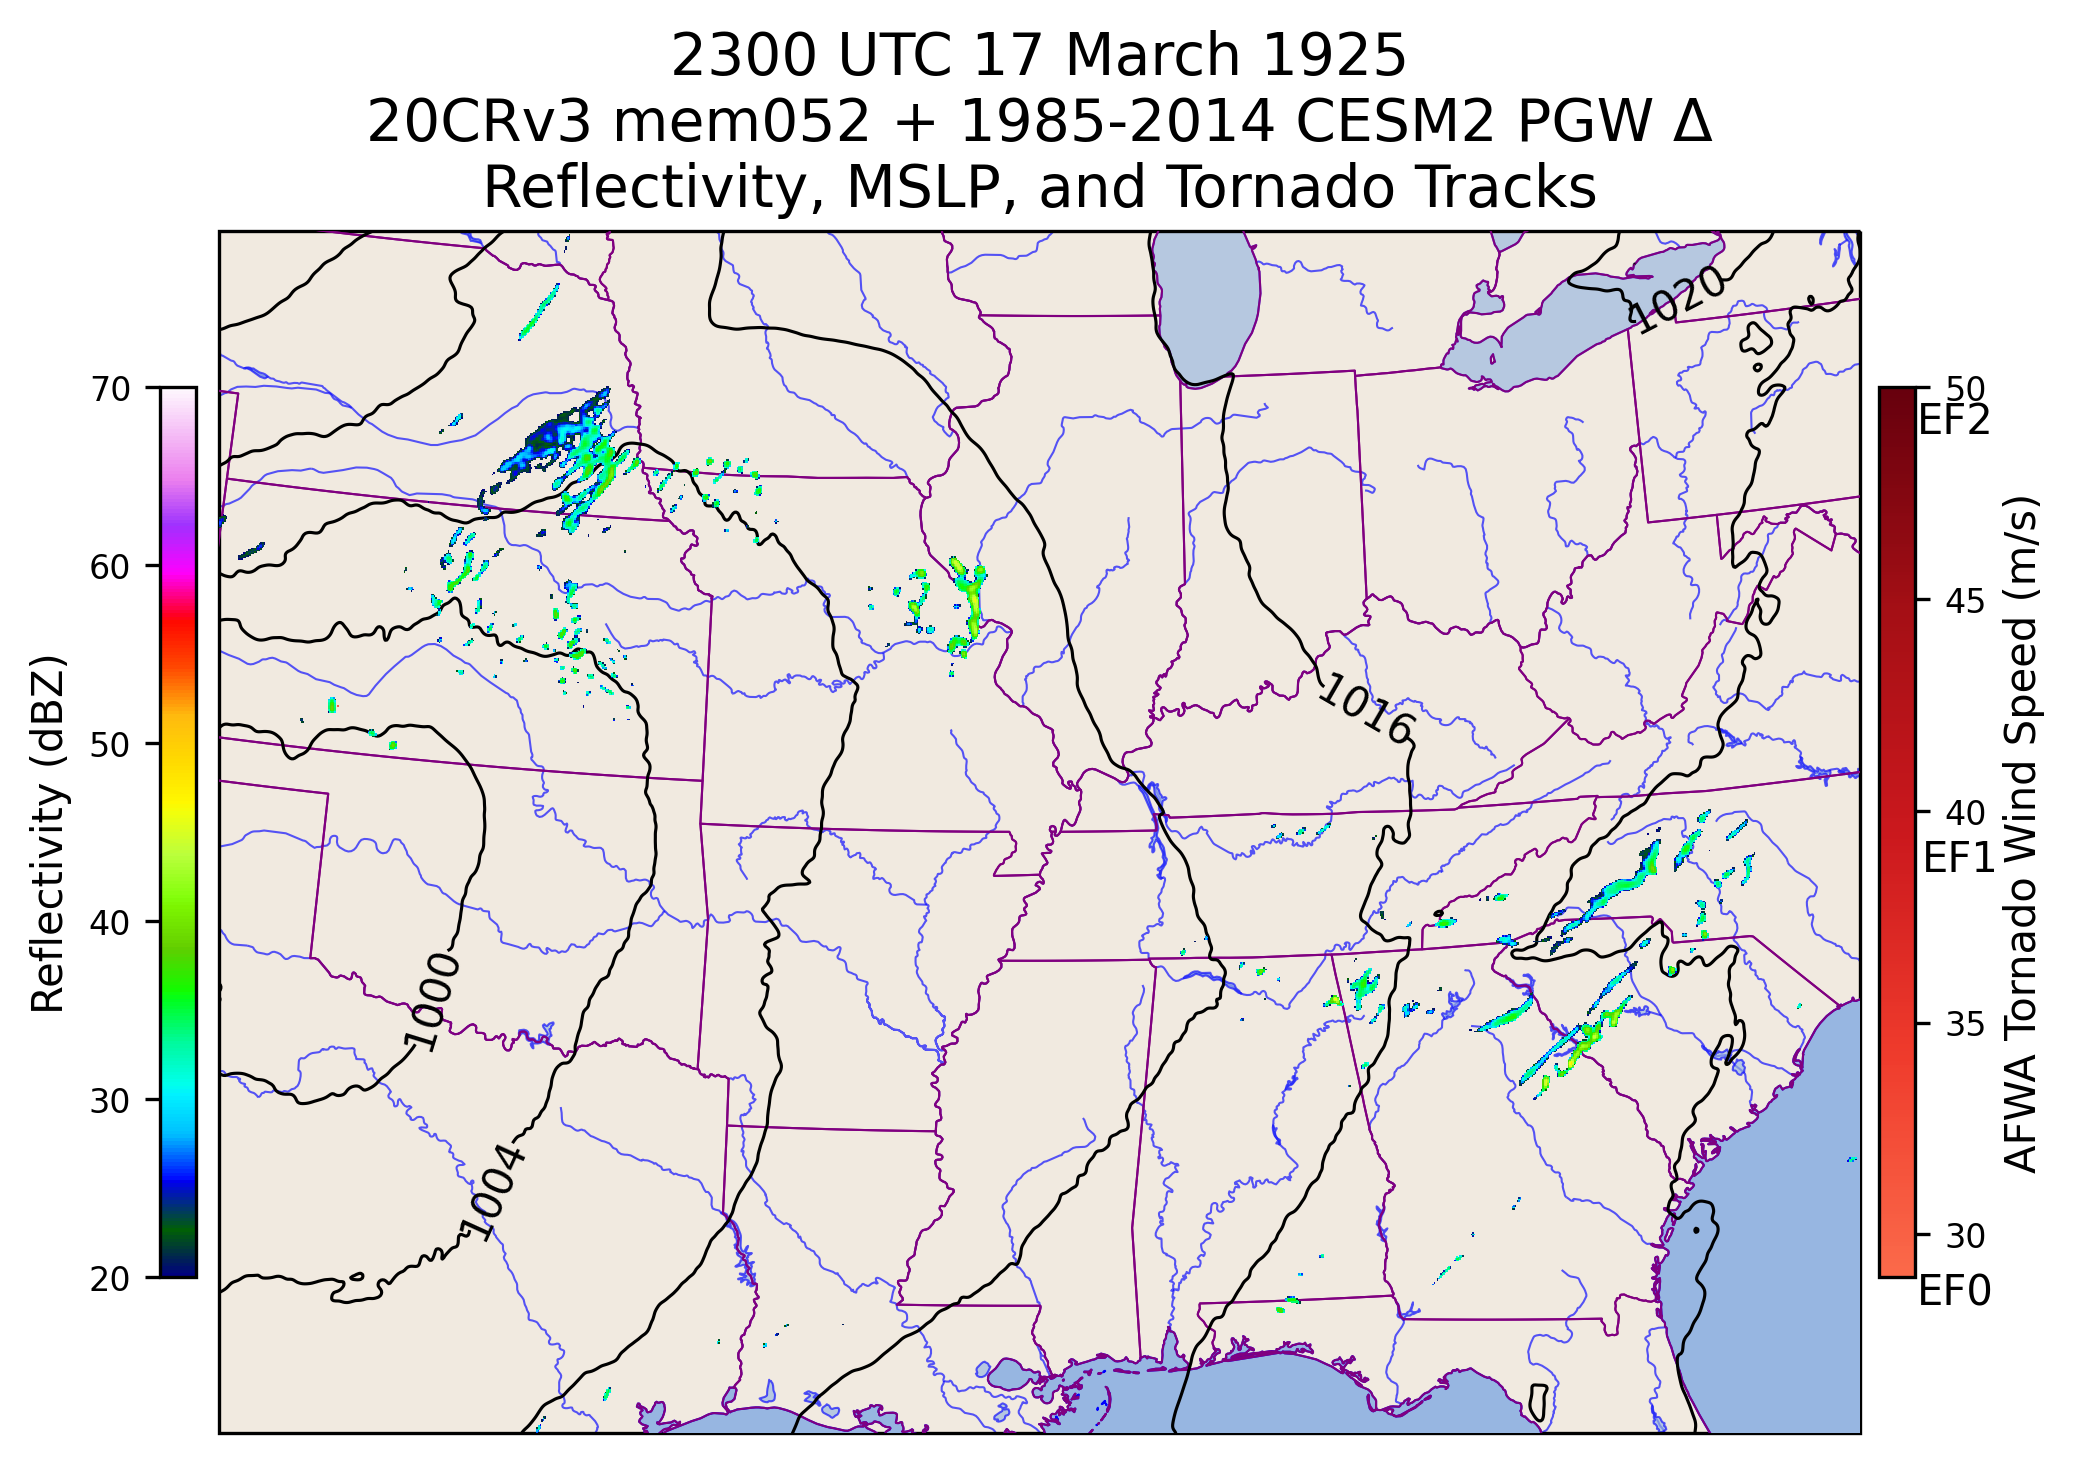 2300 UTC 17 March 1925
20CRv3 mem052 + 1985-2014 CESM2 PGW Δ
Reflectivity, MSLP, and Tornado Tracks
Reflectivity (dBZ)
70
60
50
40
30
20
1020
1016
1000
1004
50
EF2
45
40
EF1
35
30
EF0
AFWA Tornado Wind Speed (m/s)